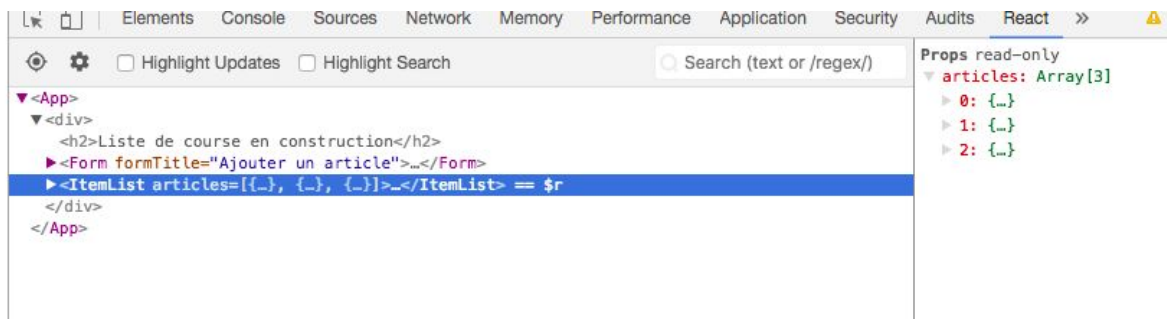 Elements Console Sources Network Memory Performance Application Security Audits React »
Highlight Updates Highlight Search Search (text or /regex/)
▼<App>
▼<div>
<h2>Liste de course en construction</h2>
▶<Form formTitle="Ajouter un article">…</Form>
▶<ItemList articles=[{…}, {…}, {…}]>…</ItemList> == $r
</div>
</App>
Props read-only
▼ articles: Array[3]
▶ 0: {…}
▶ 1: {…}
▶ 2: {…}